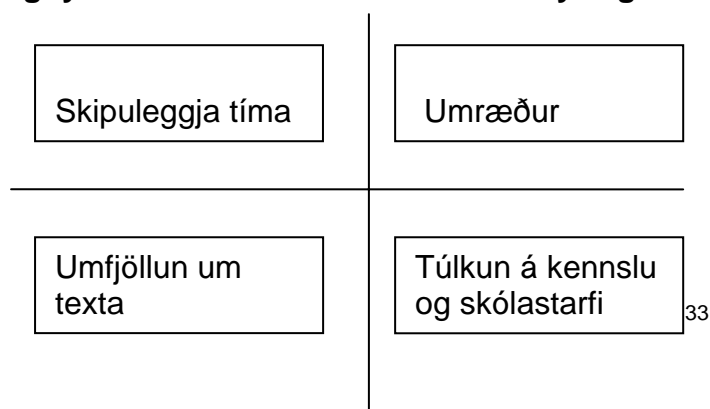 Skipuleggja tíma
Umræður
Umfjöllun um
texta
Túlkun á kennslu
og skólastarfi
33